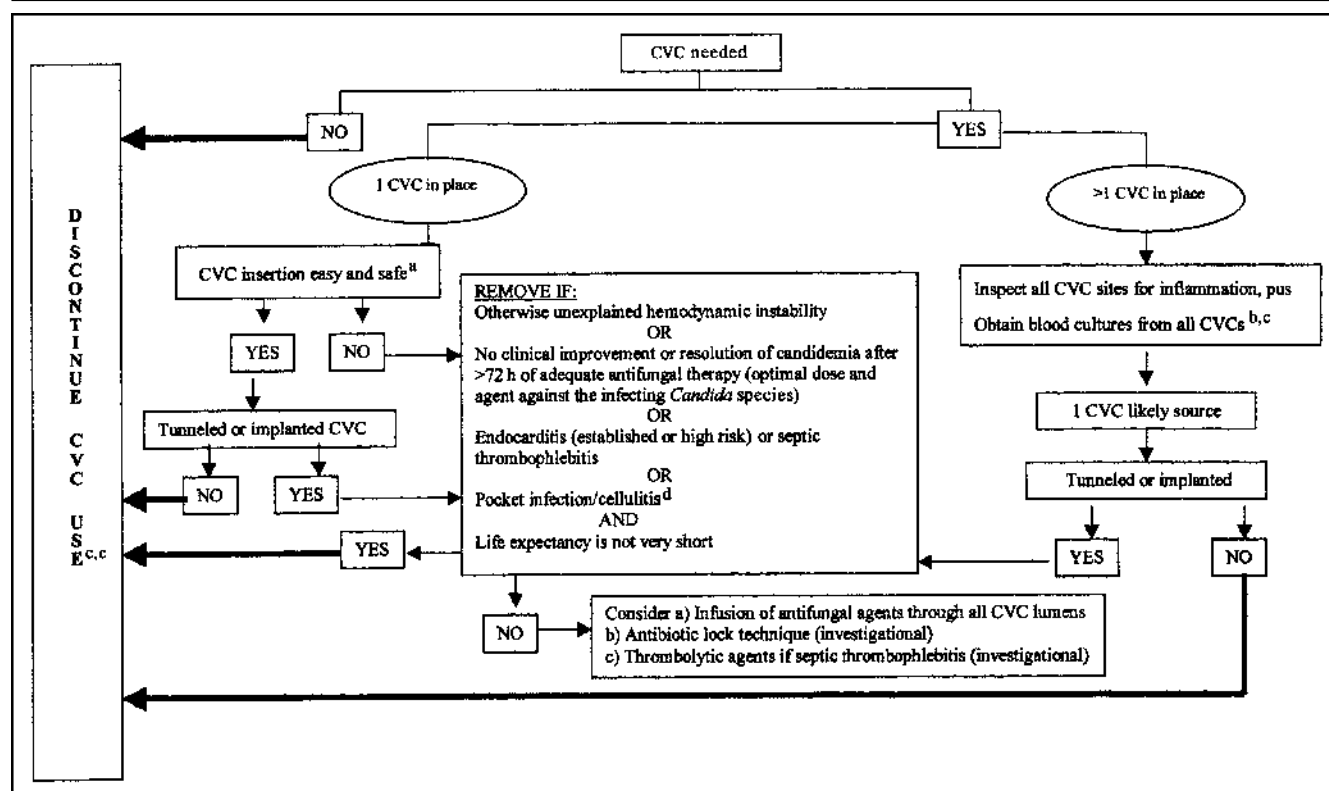 CVC needed
NO
YES
1 CVC in place
>1 CVC in place
DISCONTINUE CVC USE c,c
CVC insertion easy and safe a
YES
NO
Tunneled or implanted CVC
NO
YES
REMOVE IF:
Otherwise unexplained hemodynamic instability
OR
No clinical improvement or resolution of candidemia after
>72 h of adequate antifungal therapy (optimal dose and
agent against the infecting Candida species)
OR
Endocarditis (established or high risk) or septic
thrombophlebitis
OR
Pocket infection/cellulitis d
AND
Life expectancy is not very short
YES
NO
Inspect all CVC sites for inflammation, pus
Obtain blood cultures from all CVCs b,c
1 CVC likely source
Tunneled or implanted
YES
NO
Consider a) Infusion of antifungal agents through all CVC lumens
b) Antibiotic lock technique (investigational)
c) Thrombolytic agents if septic thrombophlebitis (investigational)